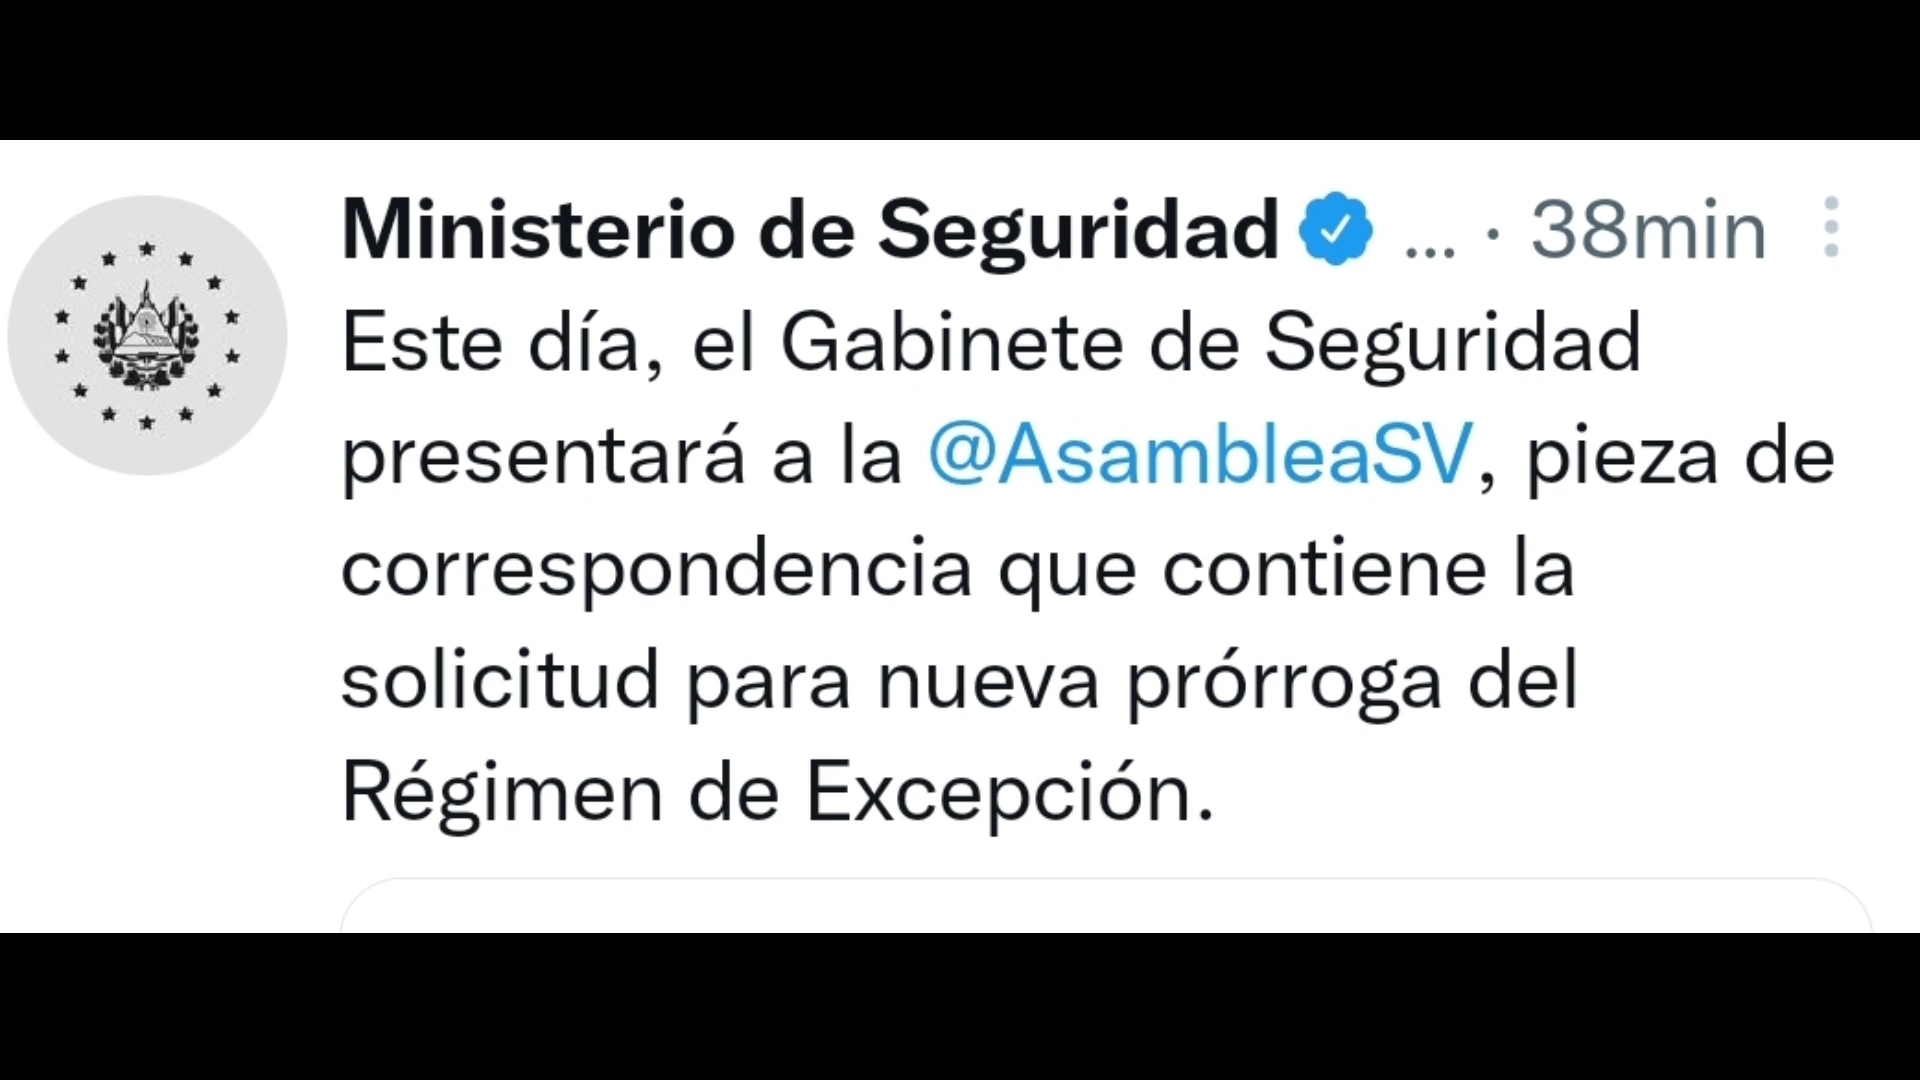 Ministerio de Seguridad ... · 38min
Este día, el Gabinete de Seguridad
presentará a la @AsambleaSV, pieza de
correspondencia que contiene la
solicitud para nueva prórroga del
Régimen de Excepción.